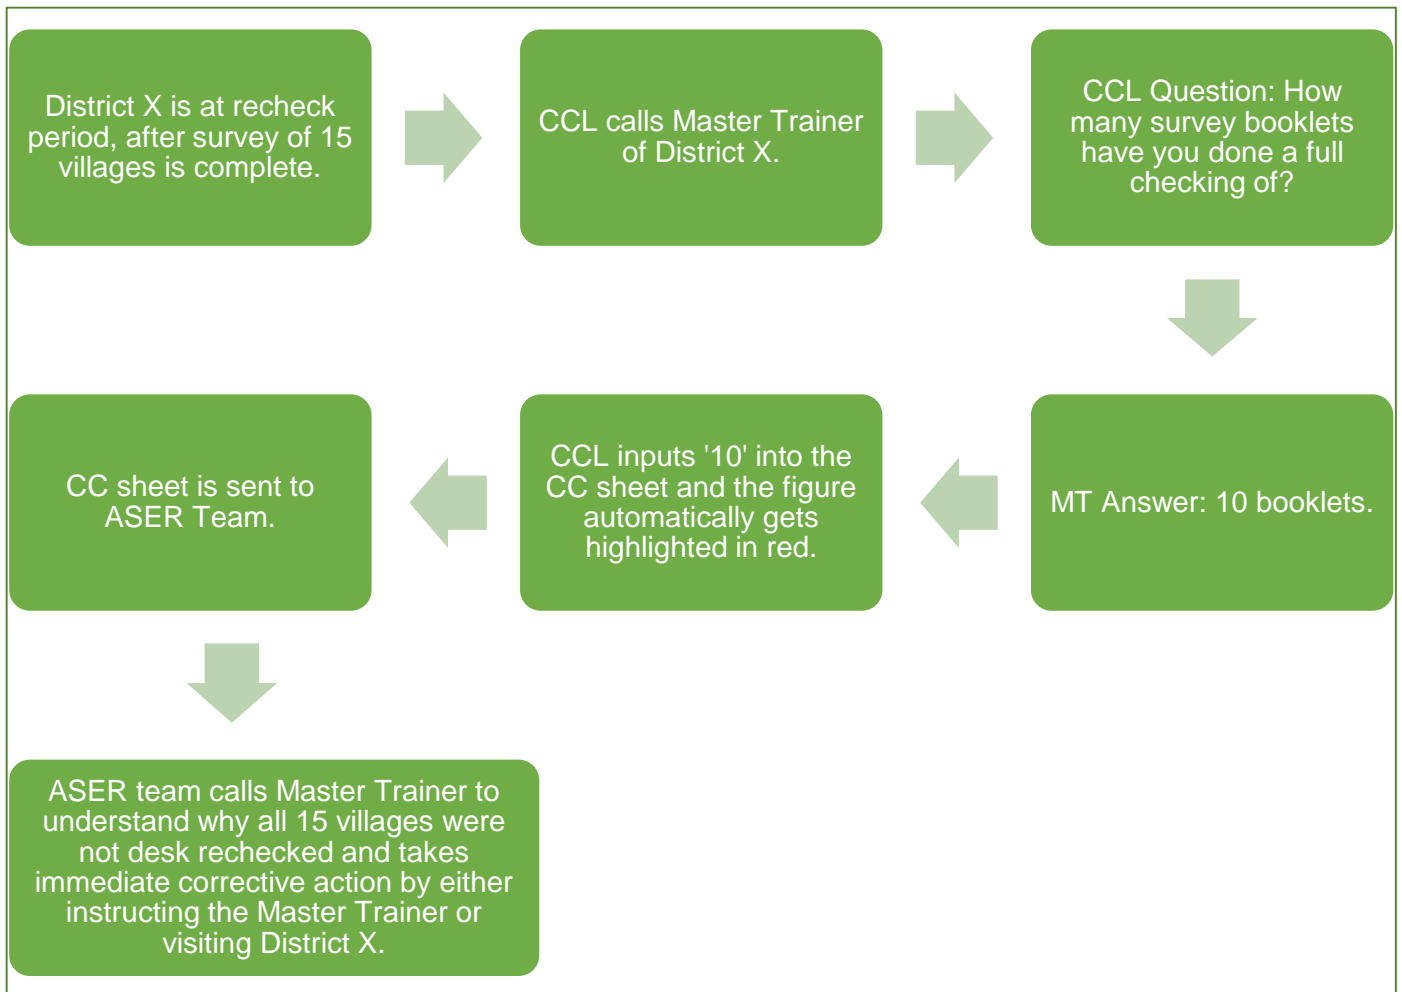 District X is at recheck
period, after survey of 15
villages is complete.
CCL calls Master Trainer
of District X.
CCL Question: How
many survey booklets
have you done a full
checking of?
MT Answer: 10 booklets.
CCL inputs '10' into the
CC sheet and the figure
automatically gets
highlighted in red.
CC sheet is sent to
ASER Team.
ASER team calls Master Trainer to
understand why all 15 villages were
not desk rechecked and takes
immediate corrective action by either
instructing the Master Trainer or
visiting District X.